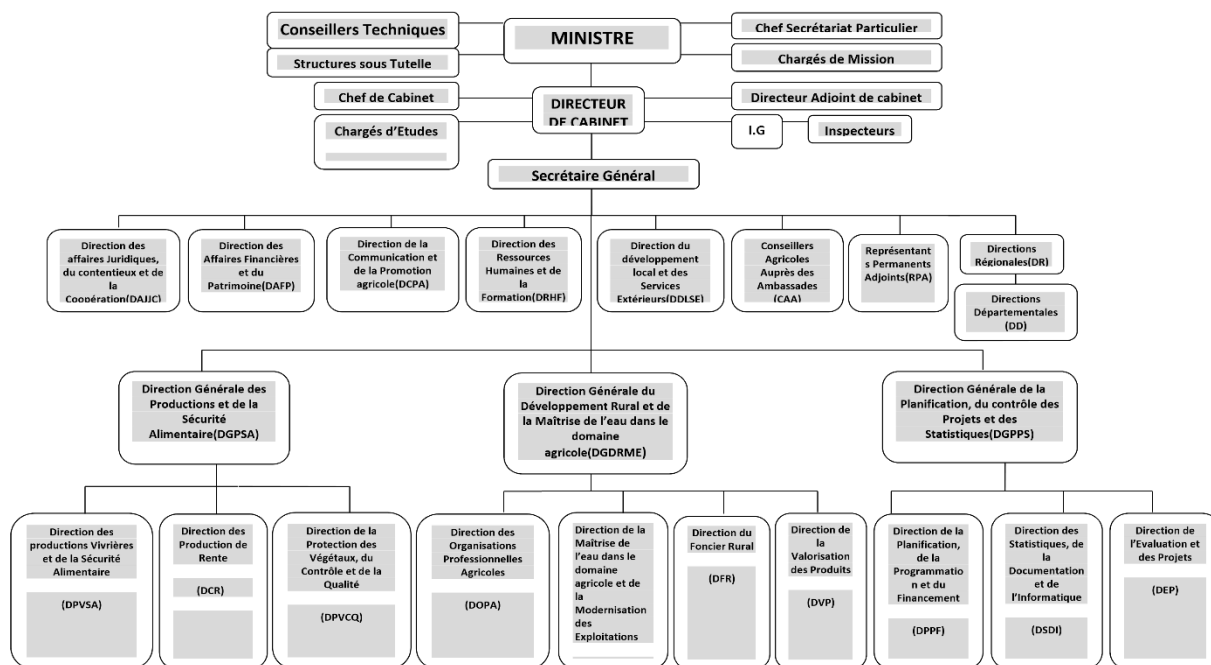 Conseillers Techniques
MINISTRE
Chef Secrétariat Particulier
Structures sous Tutelle
Chargés de Mission
Chef de Cabinet
DIRECTEUR
DE CABINET
Directeur Adjoint de cabinet
Chargés d’Etudes
I.G
Inspecteurs
Secrétaire Général
Direction des
affaires Juridiques,
du contentieux et de
la
Coopération(DAJJC)
Direction des
Affaires Financières et
du
Patrimoine(DAFP)
Direction de la
Communication et
de la Promotion
agricole(DCPA)
Direction des
Ressources
Humaines et de
la
Formation(DRHF)
Direction du
développement
local et des
Services
Extérieurs(DDLSE)
Conseillers
Agricoles
Auprès des
Ambassades
(CAA)
Représentant
s Permanents
Adjoints(RPA)
Directions
Régionales(DR)
Directions
Départementales
(DD)
Direction Générale des
Productions et de la
Sécurité
Alimentaire(DGPSA)
Direction Générale du
Développement Rural et de
la Maîtrise de l’eau dans le
domaine
agricole(DGDRME)
Direction Générale de la
Planification, du contrôle des
Projets et des
Statistiques(DGPPS)
Direction des
productions Vivrières
et de la Sécurité
Alimentaire
(DPVSA)
Direction des
Production de
Rente
(DCR)
Direction de la
Protection des
Végétaux, du
Contrôle et de la
Qualité
(DPVCQ)
Direction des
Organisations
Professionnelles
Agricoles
(DOPA)
Direction de la
Maîtrise de
l’eau dans le
domaine
agricole et de
la
Modernisation
des
Exploitations
Direction du
Foncier Rural
(DFR)
Direction de
la
Valorisation
des Produits
(DVP)
Direction de la
Planification,
de la
Programmatio
n et du
Financement
(DPPF)
Direction des
Statistiques, de
la
Documentation
et de
l’Informatique
(DSDI)
Direction de
l’Evaluation et
des Projets
(DEP)